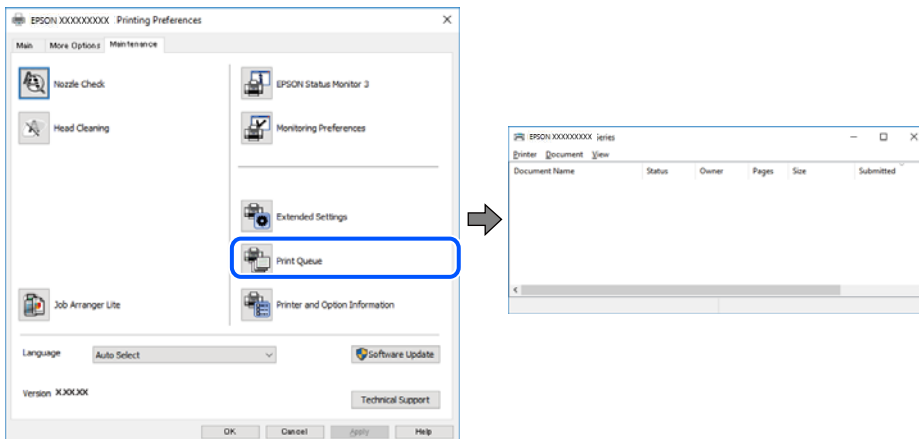 EPSON XXXXXXXXX Printing Preferences
Main More Options Maintenance
Nozzle Check
EPSON Status Monitor 3
Head Cleaning
Monitoring Preferences
Extended Settings
Print Queue
Job Arranger Lite
Printer and Option Information
Language Auto Select
Software Update
Version X.XX.XX
Technical Support
OK Cancel Apply Help
EPSON XXXXXXXXX ieries
Printer Document View
Document Name Status Owner Pages Size Submitted